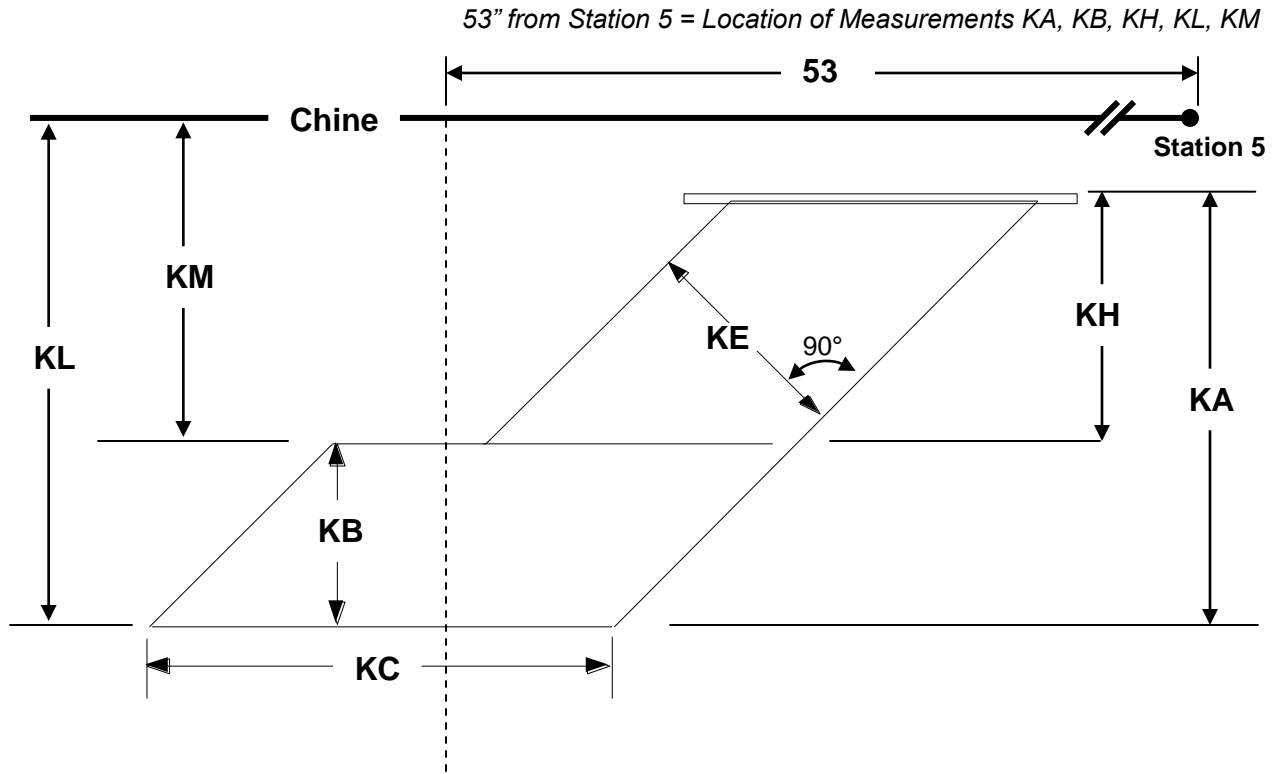 53” from Station 5 = Location of Measurements KA, KB, KH, KL, KM
53
Chine
Station 5
KM
KH
KE
90°
KL
KA
KB
KC